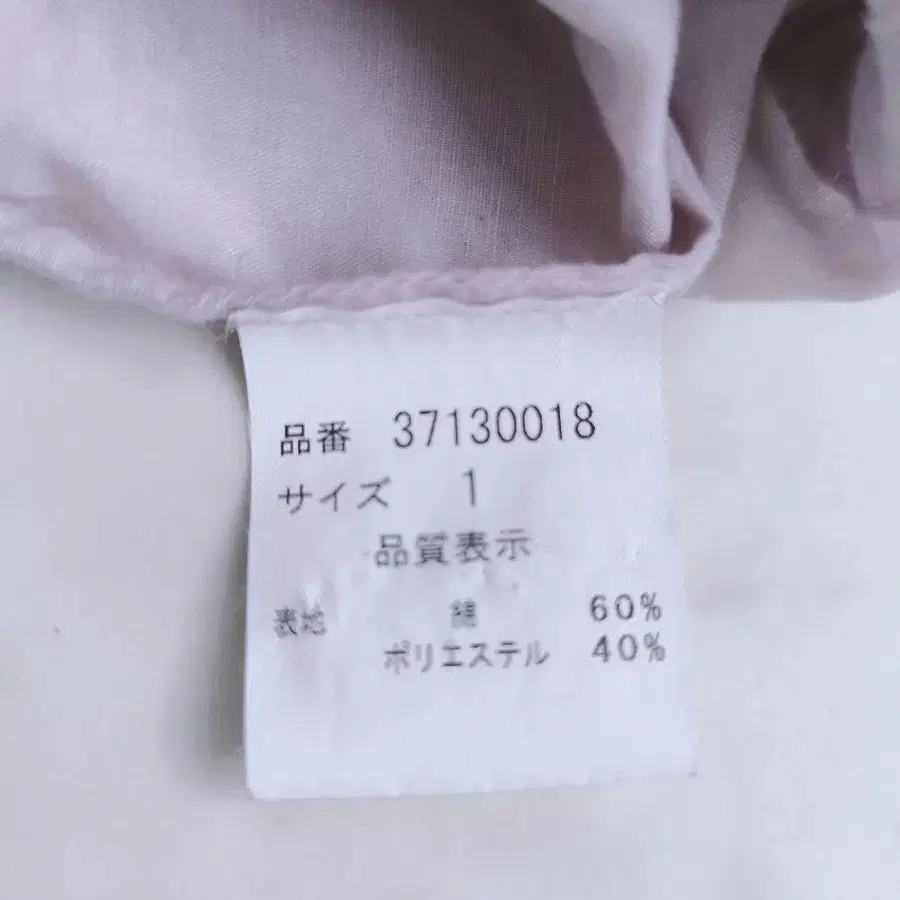 品番 37130018
サイズ 1
品質表示
表地 綿 60%
ポリエステル 40%